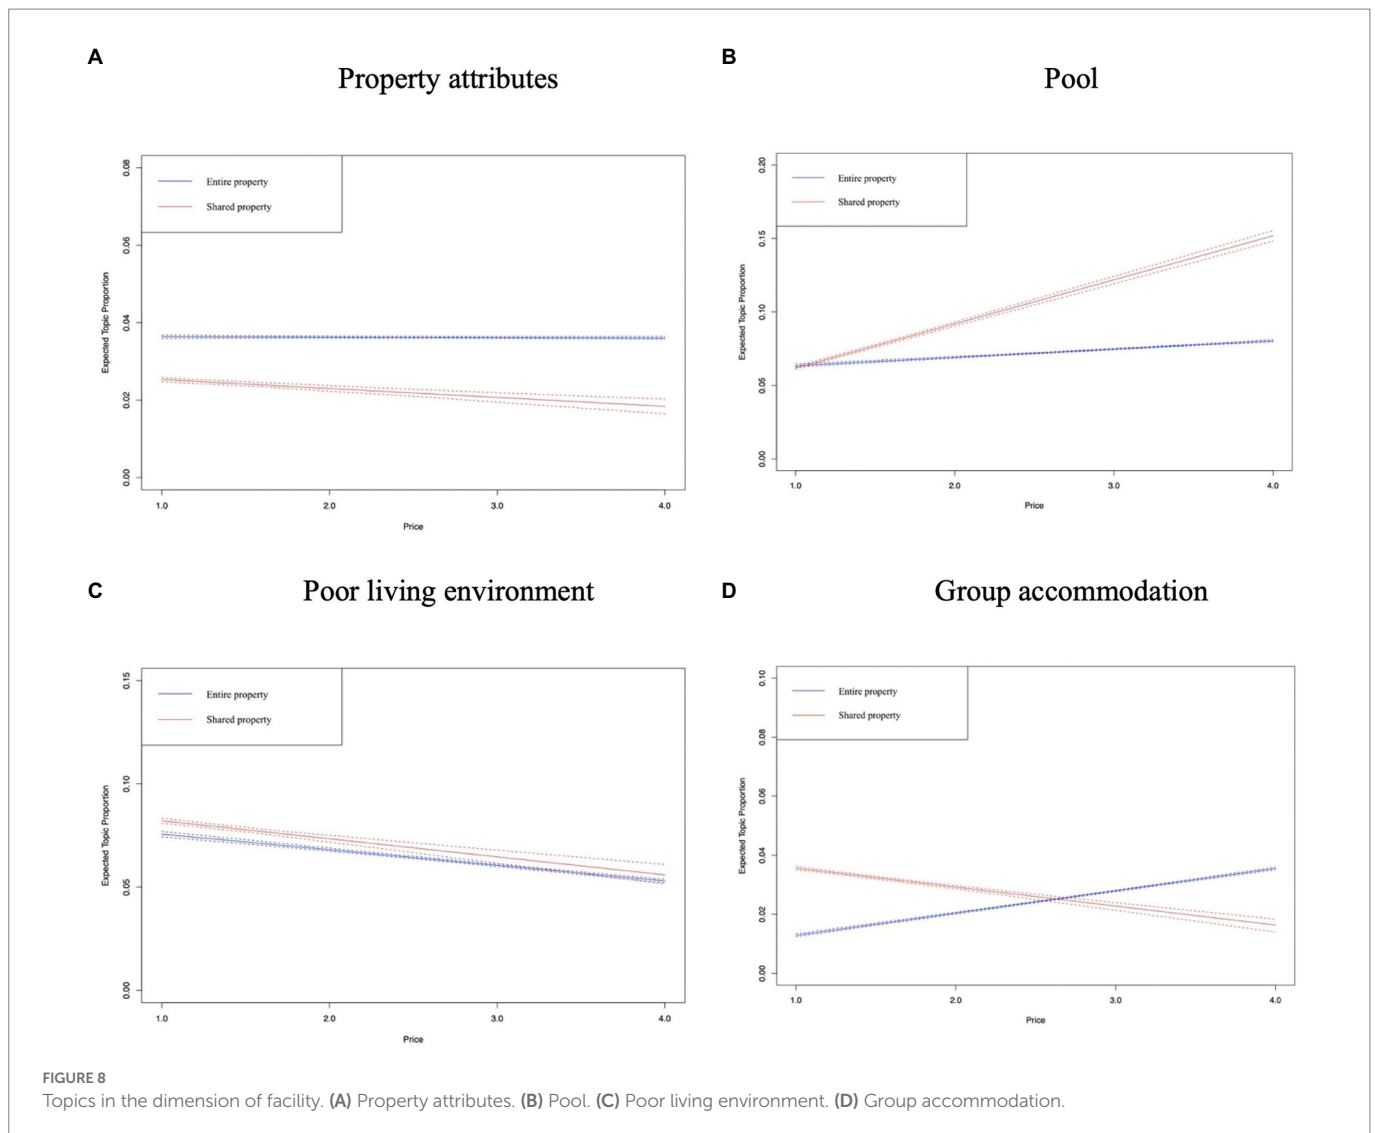 A
Property attributes
Entire property
Shared property
Expected Topic Proportion
0.08
0.06
0.04
0.02
0.00
1.0 2.0 3.0 4.0
Price
B
Pool
Entire property
Shared property
Expected Topic Proportion
0.20
0.15
0.10
0.05
0.00
1.0 2.0 3.0 4.0
Price
C
Poor living environment
Entire property
Shared property
Expected Topic Proportion
0.15
0.10
0.05
0.00
1.0 2.0 3.0 4.0
Price
D
Group accommodation
Entire property
Shared property
Expected Topic Proportion
0.10
0.08
0.06
0.04
0.02
0.00
1.0 2.0 3.0 4.0
Price
FIGURE 8
Topics in the dimension of facility. (A) Property attributes. (B) Pool. (C) Poor living environment. (D) Group accommodation.